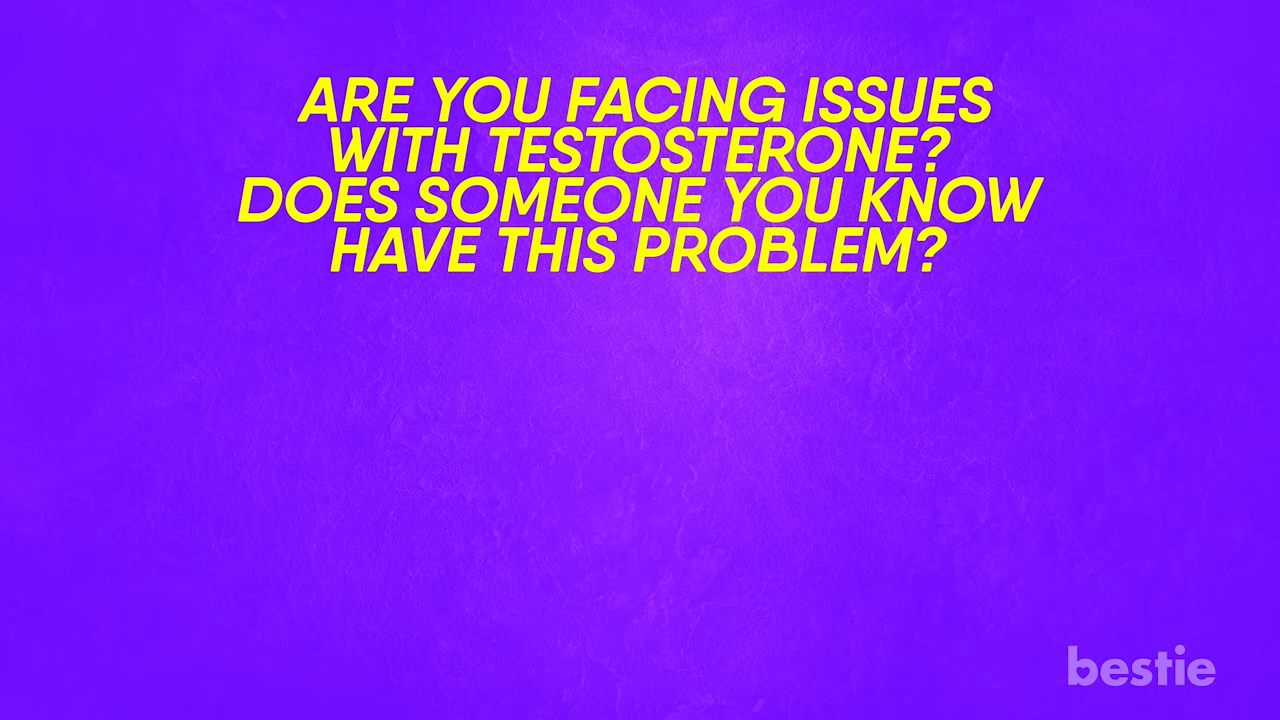 ARE YOU FACING ISSUES
WITH TESTOSTERONE?
DOES SOMEONE YOU KNOW
HAVE THIS PROBLEM?
bestie